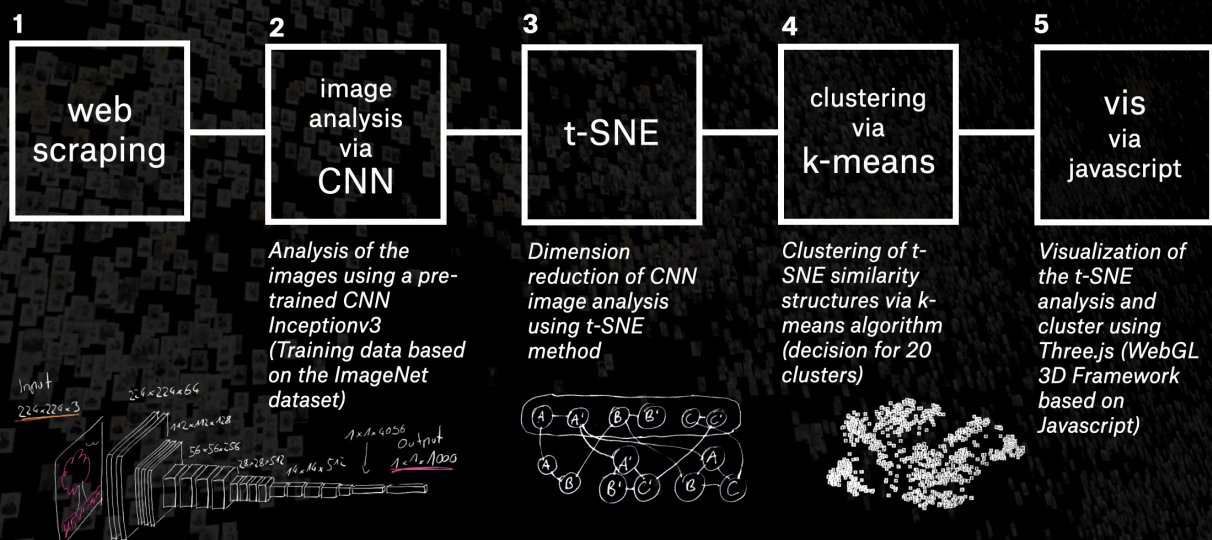 1
web
scraping
2
image
analysis
via
CNN
Analysis of the
images using a pre-
trained CNN
Inceptionv3
(Training data based
on the ImageNet
dataset)
3
t-SNE
Dimension
reduction of CNN
image analysis
using t-SNE
method
4
clustering
via
k-means
Clustering of t-
SNE similarity
structures via k-
means algorithm
(decision for 20
clusters)
5
vis
via
javascript
Visualization of
the t-SNE
analysis and
cluster using
Three.js (WebGL
3D Framework
based on
Javascript)
Input
224×224×3
224×224×64
112×112×128
56×56×256
28×28×512
14×14×512
1×1×4096
Output
1×1×1000
A A' B B' C C'
A A' A
B B' C' B C